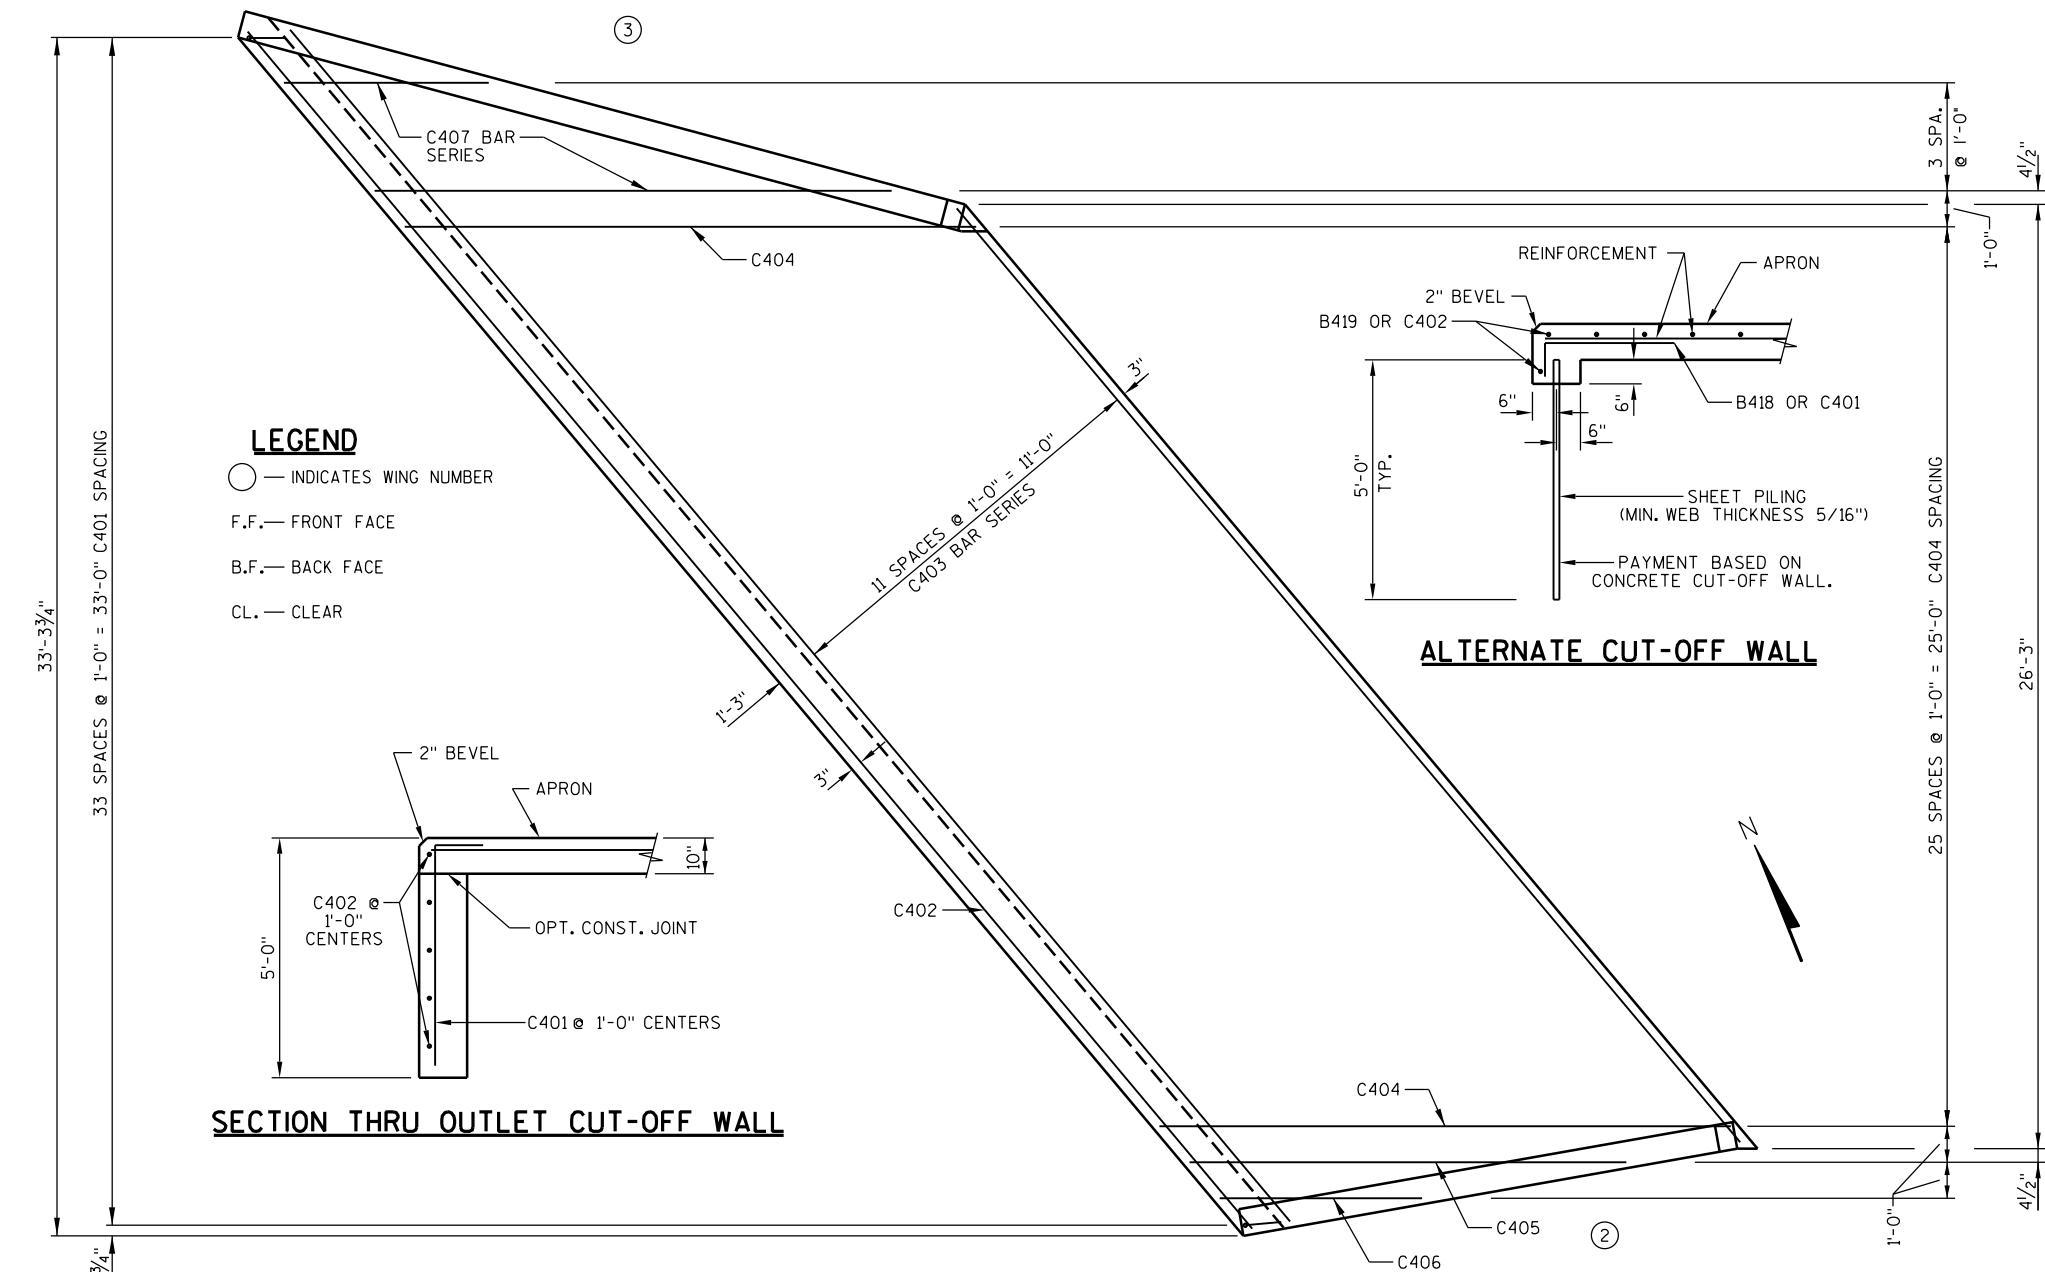 3
C407 BAR
SERIES
C404
3 SPA.
@ 1'-0"
4½"
1'-0"
REINFORCEMENT
APRON
2" BEVEL
B419 OR C402
B418 OR C401
6"
6"
6"
5'-0"
TYP.
SHEET PILING
(MIN. WEB THICKNESS 5/16")
PAYMENT BASED ON
CONCRETE CUT-OFF WALL.
ALTERNATE CUT-OFF WALL
3"
11 SPACES @ 1'-0" = 11'-0"
C403 BAR SERIES
1'-3"
3"
LEGEND
— INDICATES WING NUMBER
F.F.— FRONT FACE
B.F.— BACK FACE
CL.— CLEAR
33'-3¾"
33 SPACES @ 1'-0" = 33'-0" C401 SPACING
25 SPACES @ 1'-0" = 25'-0" C404 SPACING
26'-3"
N
2" BEVEL
APRON
10"
C402 @
1'-0"
CENTERS
OPT. CONST. JOINT
5'-0"
C401 @ 1'-0" CENTERS
SECTION THRU OUTLET CUT-OFF WALL
C402
C404
C405
C406
2
1'-0"
4½"